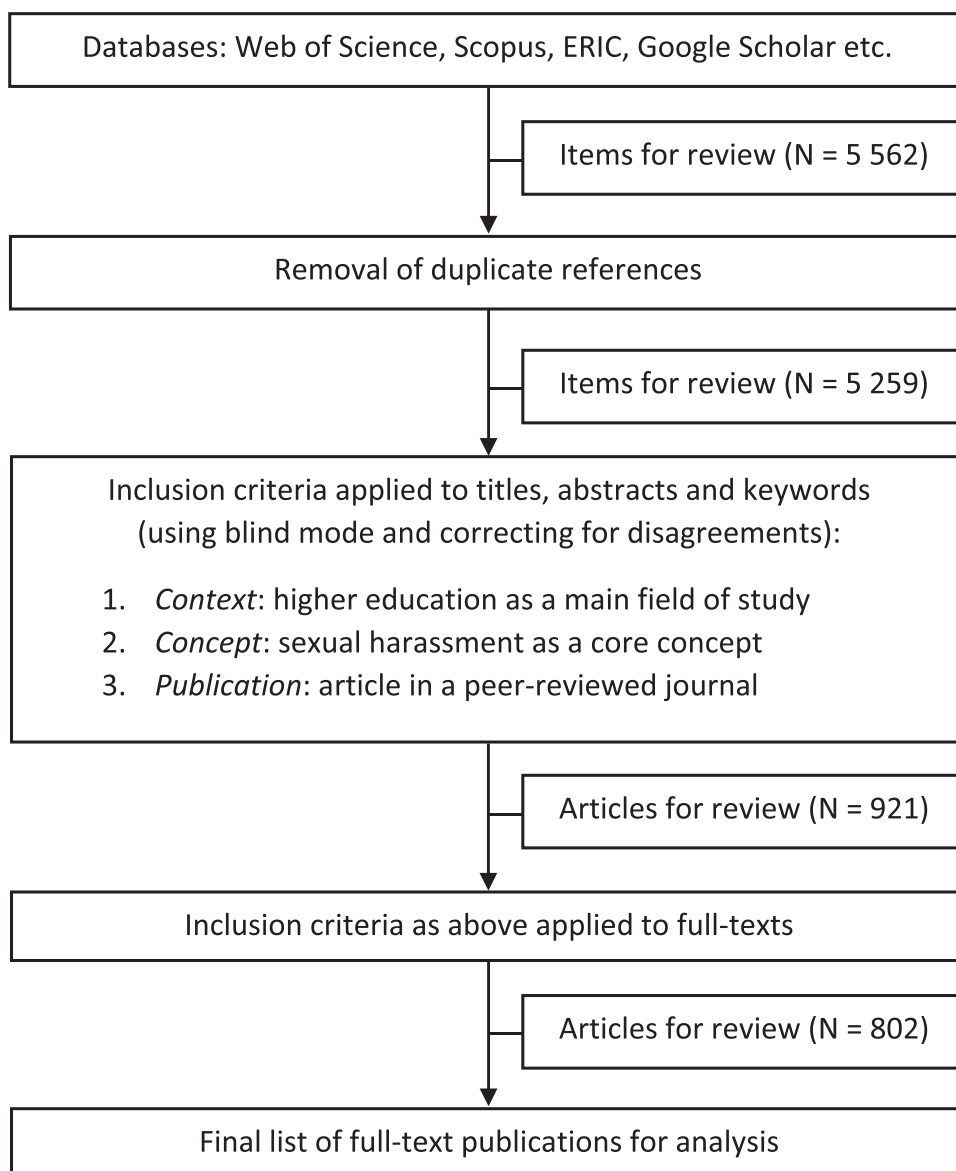 Databases: Web of Science, Scopus, ERIC, Google Scholar etc.
Items for review (N = 5 562)
Removal of duplicate references
Items for review (N = 5 259)
Inclusion criteria applied to titles, abstracts and keywords
(using blind mode and correcting for disagreements):
1. Context: higher education as a main field of study
2. Concept: sexual harassment as a core concept
3. Publication: article in a peer-reviewed journal
Articles for review (N = 921)
Inclusion criteria as above applied to full-texts
Articles for review (N = 802)
Final list of full-text publications for analysis